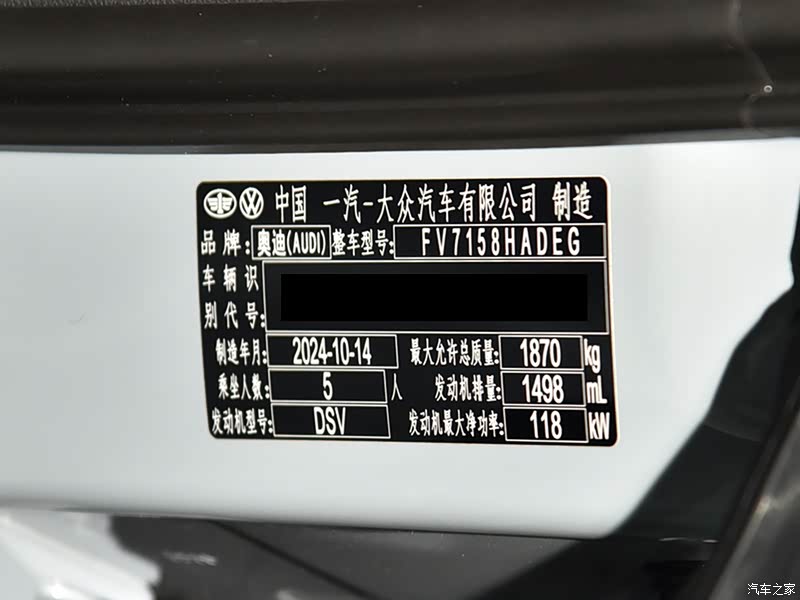 中国 一汽-大众汽车有限公司 制造
品牌: 奥迪(AUDI) 整车型号: FV7158HADEG
车辆识
别代号:
制造年月: 2024-10-14 最大允许总质量: 1870 kg
乘坐人数: 5 人 发动机排量: 1498 mL
发动机型号: DSV 发动机最大净功率: 118 kW
汽车之家